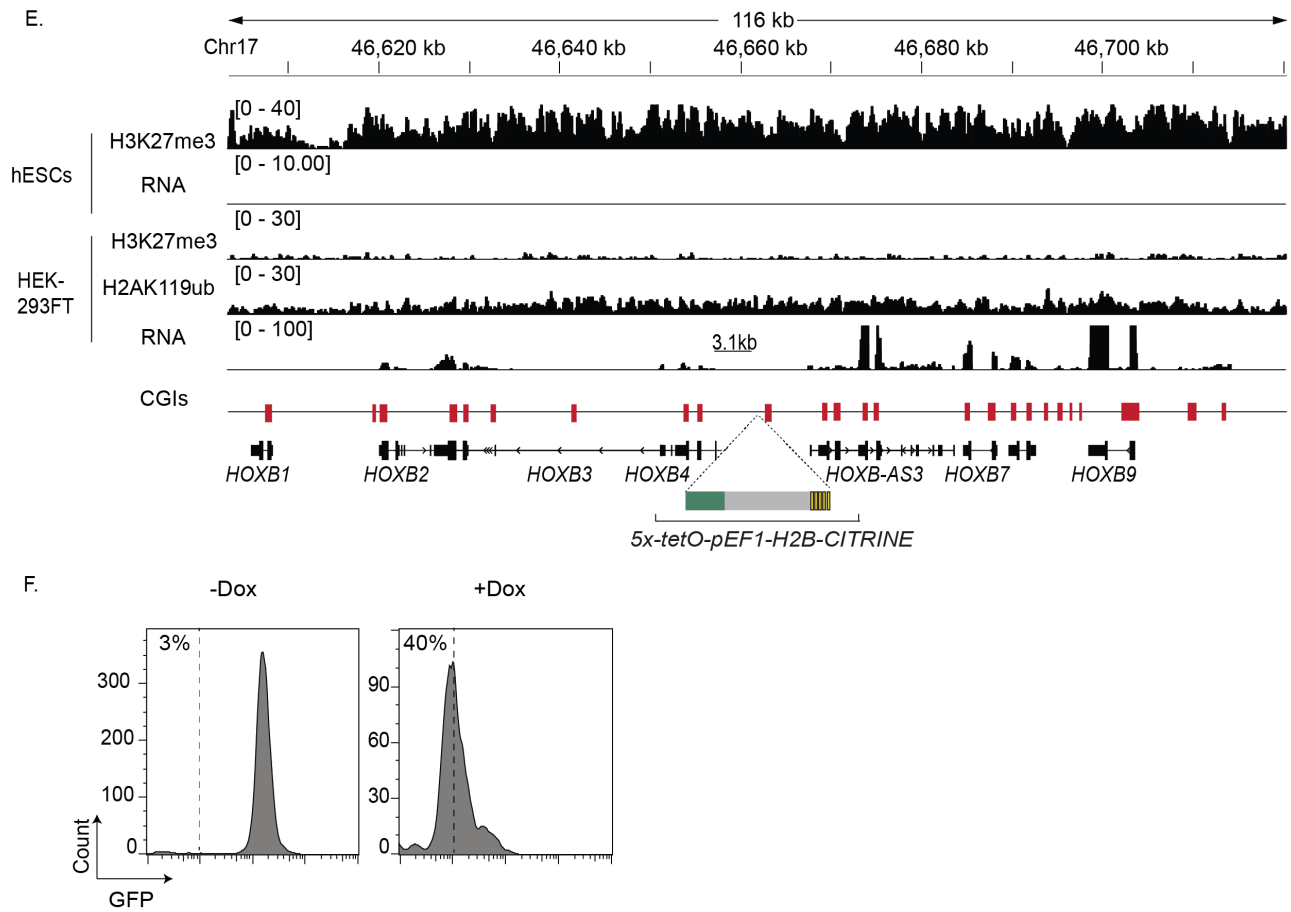 E.
116 kb
Chr17 46,620 kb 46,640 kb 46,660 kb 46,680 kb 46,700 kb
[0 - 40]
H3K27me3
[0 - 10.00]
hESCs
RNA
[0 - 30]
H3K27me3
[0 - 30]
HEK-
293FT
H2AK119ub
[0 - 100]
RNA
3.1kb
CGIs
HOXB1 HOXB2 HOXB3 HOXB4 HOXB-AS3 HOXB7 HOXB9
5x-tetO-pEF1-H2B-CITRINE
F.
-Dox +Dox
3% 40%
300 90
200 60
100 30
0 0
Count
GFP